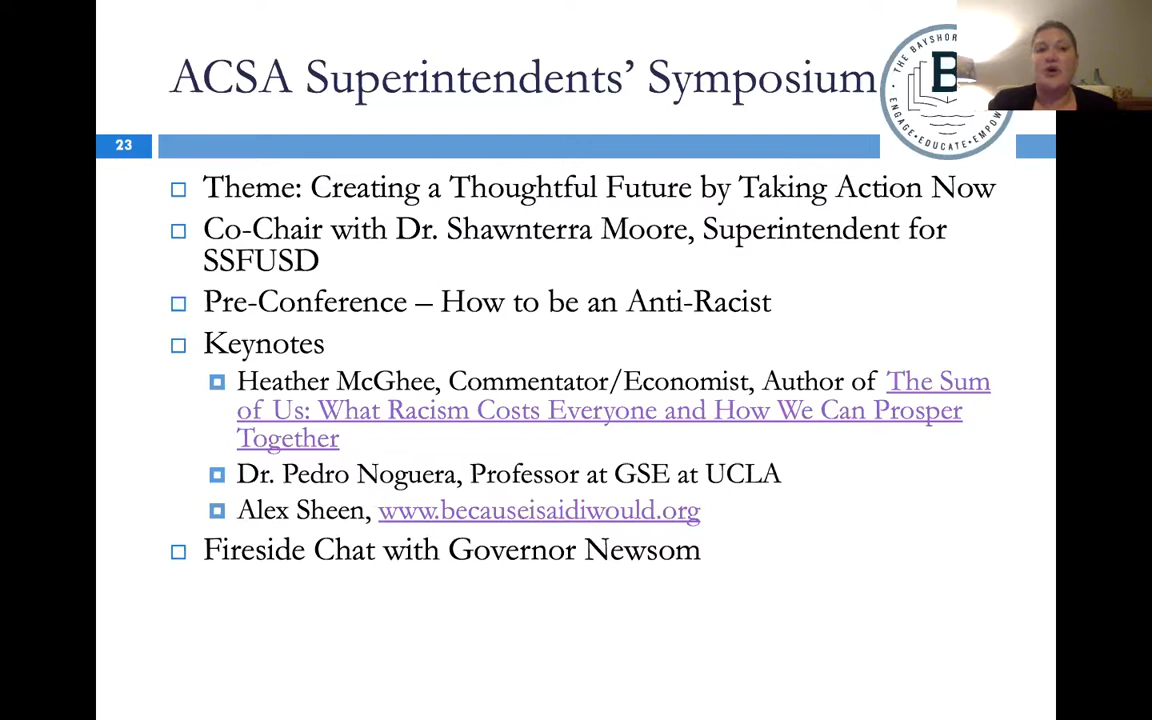 ACSA Superintendents' Symposium
THE BAYSHOR
B
ENGAGE • EDUCATE • EMPOW
23
Theme: Creating a Thoughtful Future by Taking Action Now
Co-Chair with Dr. Shawnterra Moore, Superintendent for
SSFUSD
Pre-Conference – How to be an Anti-Racist
Keynotes
Heather McGhee, Commentator/Economist, Author of The Sum
of Us: What Racism Costs Everyone and How We Can Prosper
Together
Dr. Pedro Noguera, Professor at GSE at UCLA
Alex Sheen, www.becauseisaidiwould.org
Fireside Chat with Governor Newsom